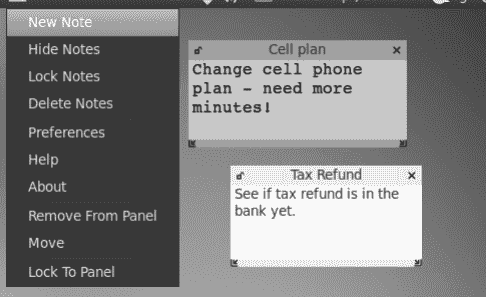 New Note
Hide Notes
Lock Notes
Delete Notes
Preferences
Help
About
Remove From Panel
Move
Lock To Panel
Cell plan
Change cell phone
plan - need more
minutes!
Tax Refund
See if tax refund is in the
bank yet.